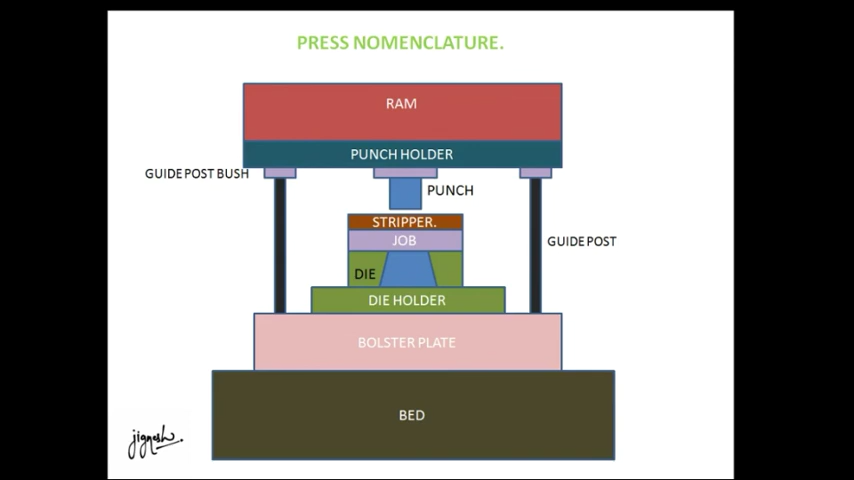 PRESS NOMENCLATURE.
RAM
PUNCH HOLDER
GUIDE POST BUSH
PUNCH
STRIPPER.
JOB
GUIDE POST
DIE
DIE HOLDER
BOLSTER PLATE
BED
jignesh.